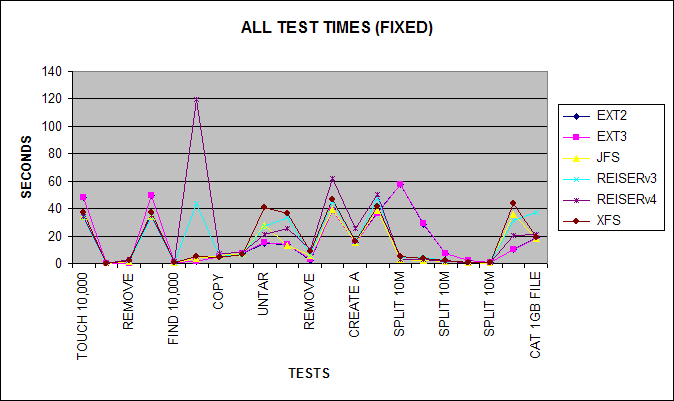 ALL TEST TIMES (FIXED)
140
120
100
80
60
40
20
0
SECONDS
TOUCH 10,000
REMOVE
FIND 10,000
COPY
UNTAR
REMOVE
CREATE A
SPLIT 10M
SPLIT 10M
SPLIT 10M
CAT 1GB FILE
TESTS
EXT2
EXT3
JFS
REISERv3
REISERv4
XFS